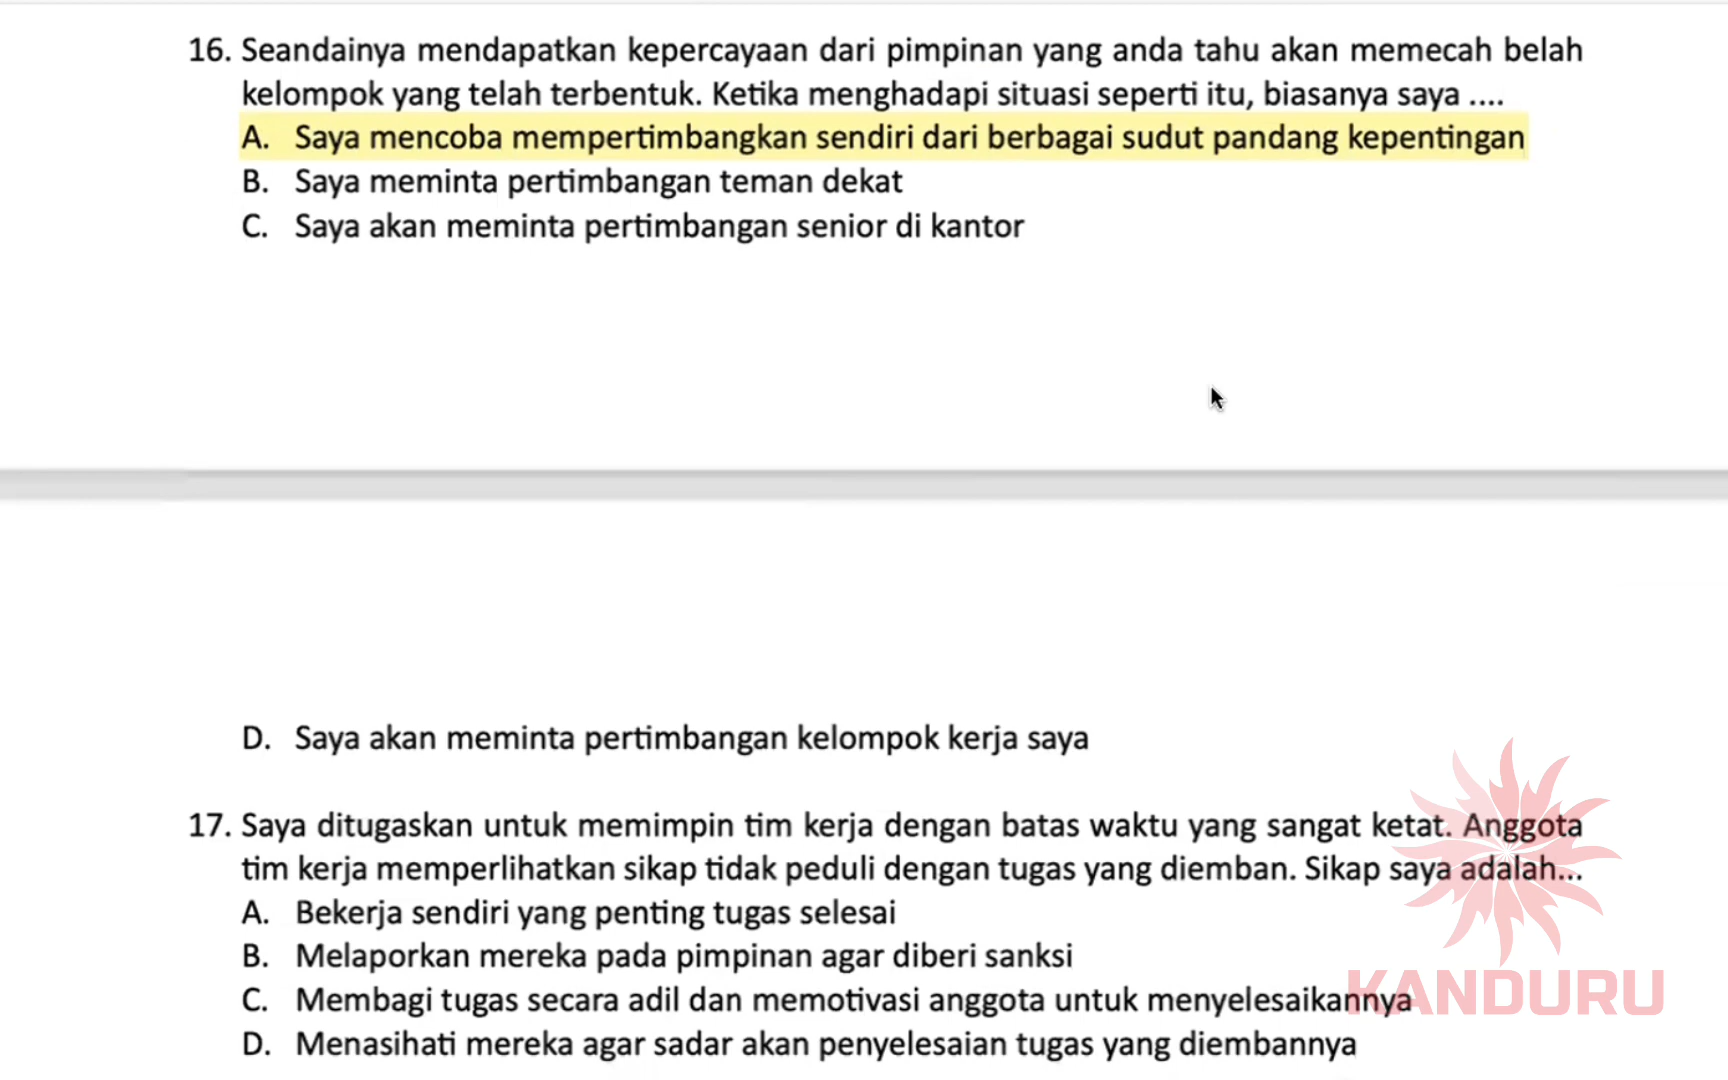 16. Seandainya mendapatkan kepercayaan dari pimpinan yang anda tahu akan memecah belah
kelompok yang telah terbentuk. Ketika menghadapi situasi seperti itu, biasanya saya ....
A. Saya mencoba mempertimbangkan sendiri dari berbagai sudut pandang kepentingan
B. Saya meminta pertimbangan teman dekat
C. Saya akan meminta pertimbangan senior di kantor
D. Saya akan meminta pertimbangan kelompok kerja saya
17. Saya ditugaskan untuk memimpin tim kerja dengan batas waktu yang sangat ketat. Anggota
tim kerja memperlihatkan sikap tidak peduli dengan tugas yang diemban. Sikap saya adalah...
A. Bekerja sendiri yang penting tugas selesai
B. Melaporkan mereka pada pimpinan agar diberi sanksi
C. Membagi tugas secara adil dan memotivasi anggota untuk menyelesaikannya
D. Menasihati mereka agar sadar akan penyelesaian tugas yang diembannya
KANDURU